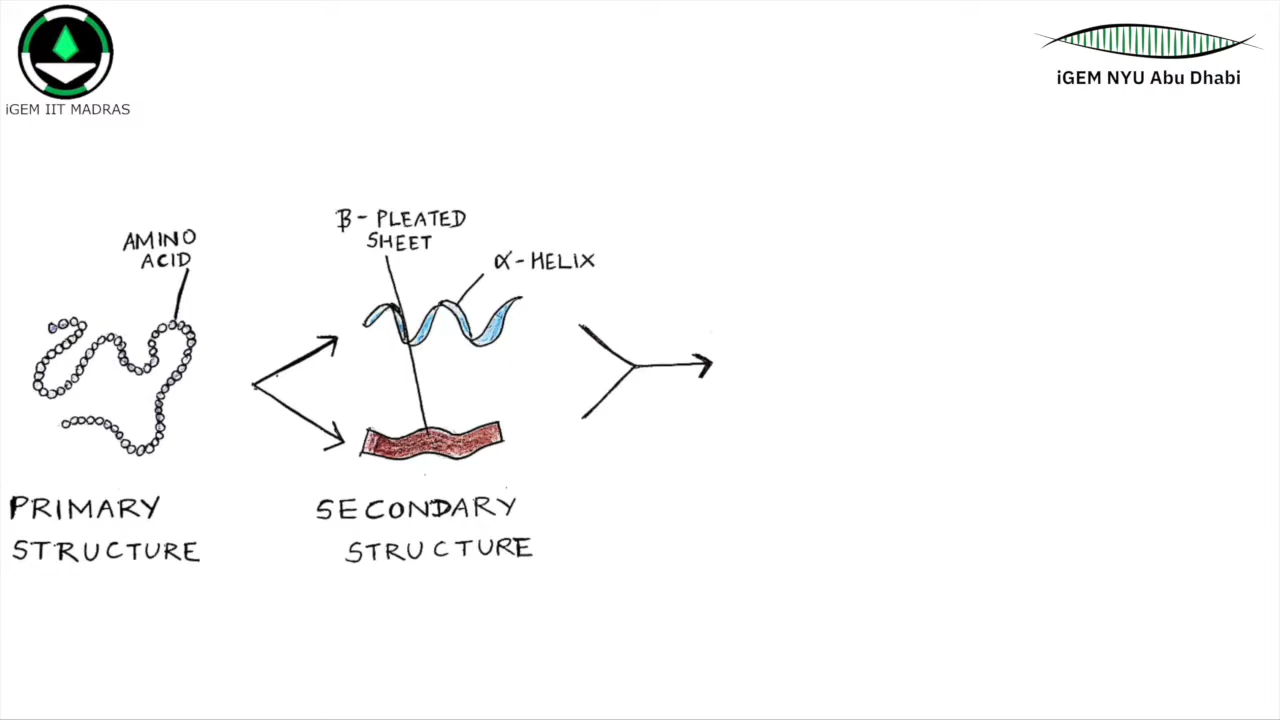 iGEM IIT MADRAS
iGEM NYU Abu Dhabi
AMINO
ACID
β - PLEATED
SHEET
α - HELIX
PRIMARY
STRUCTURE
SECONDARY
STRUCTURE